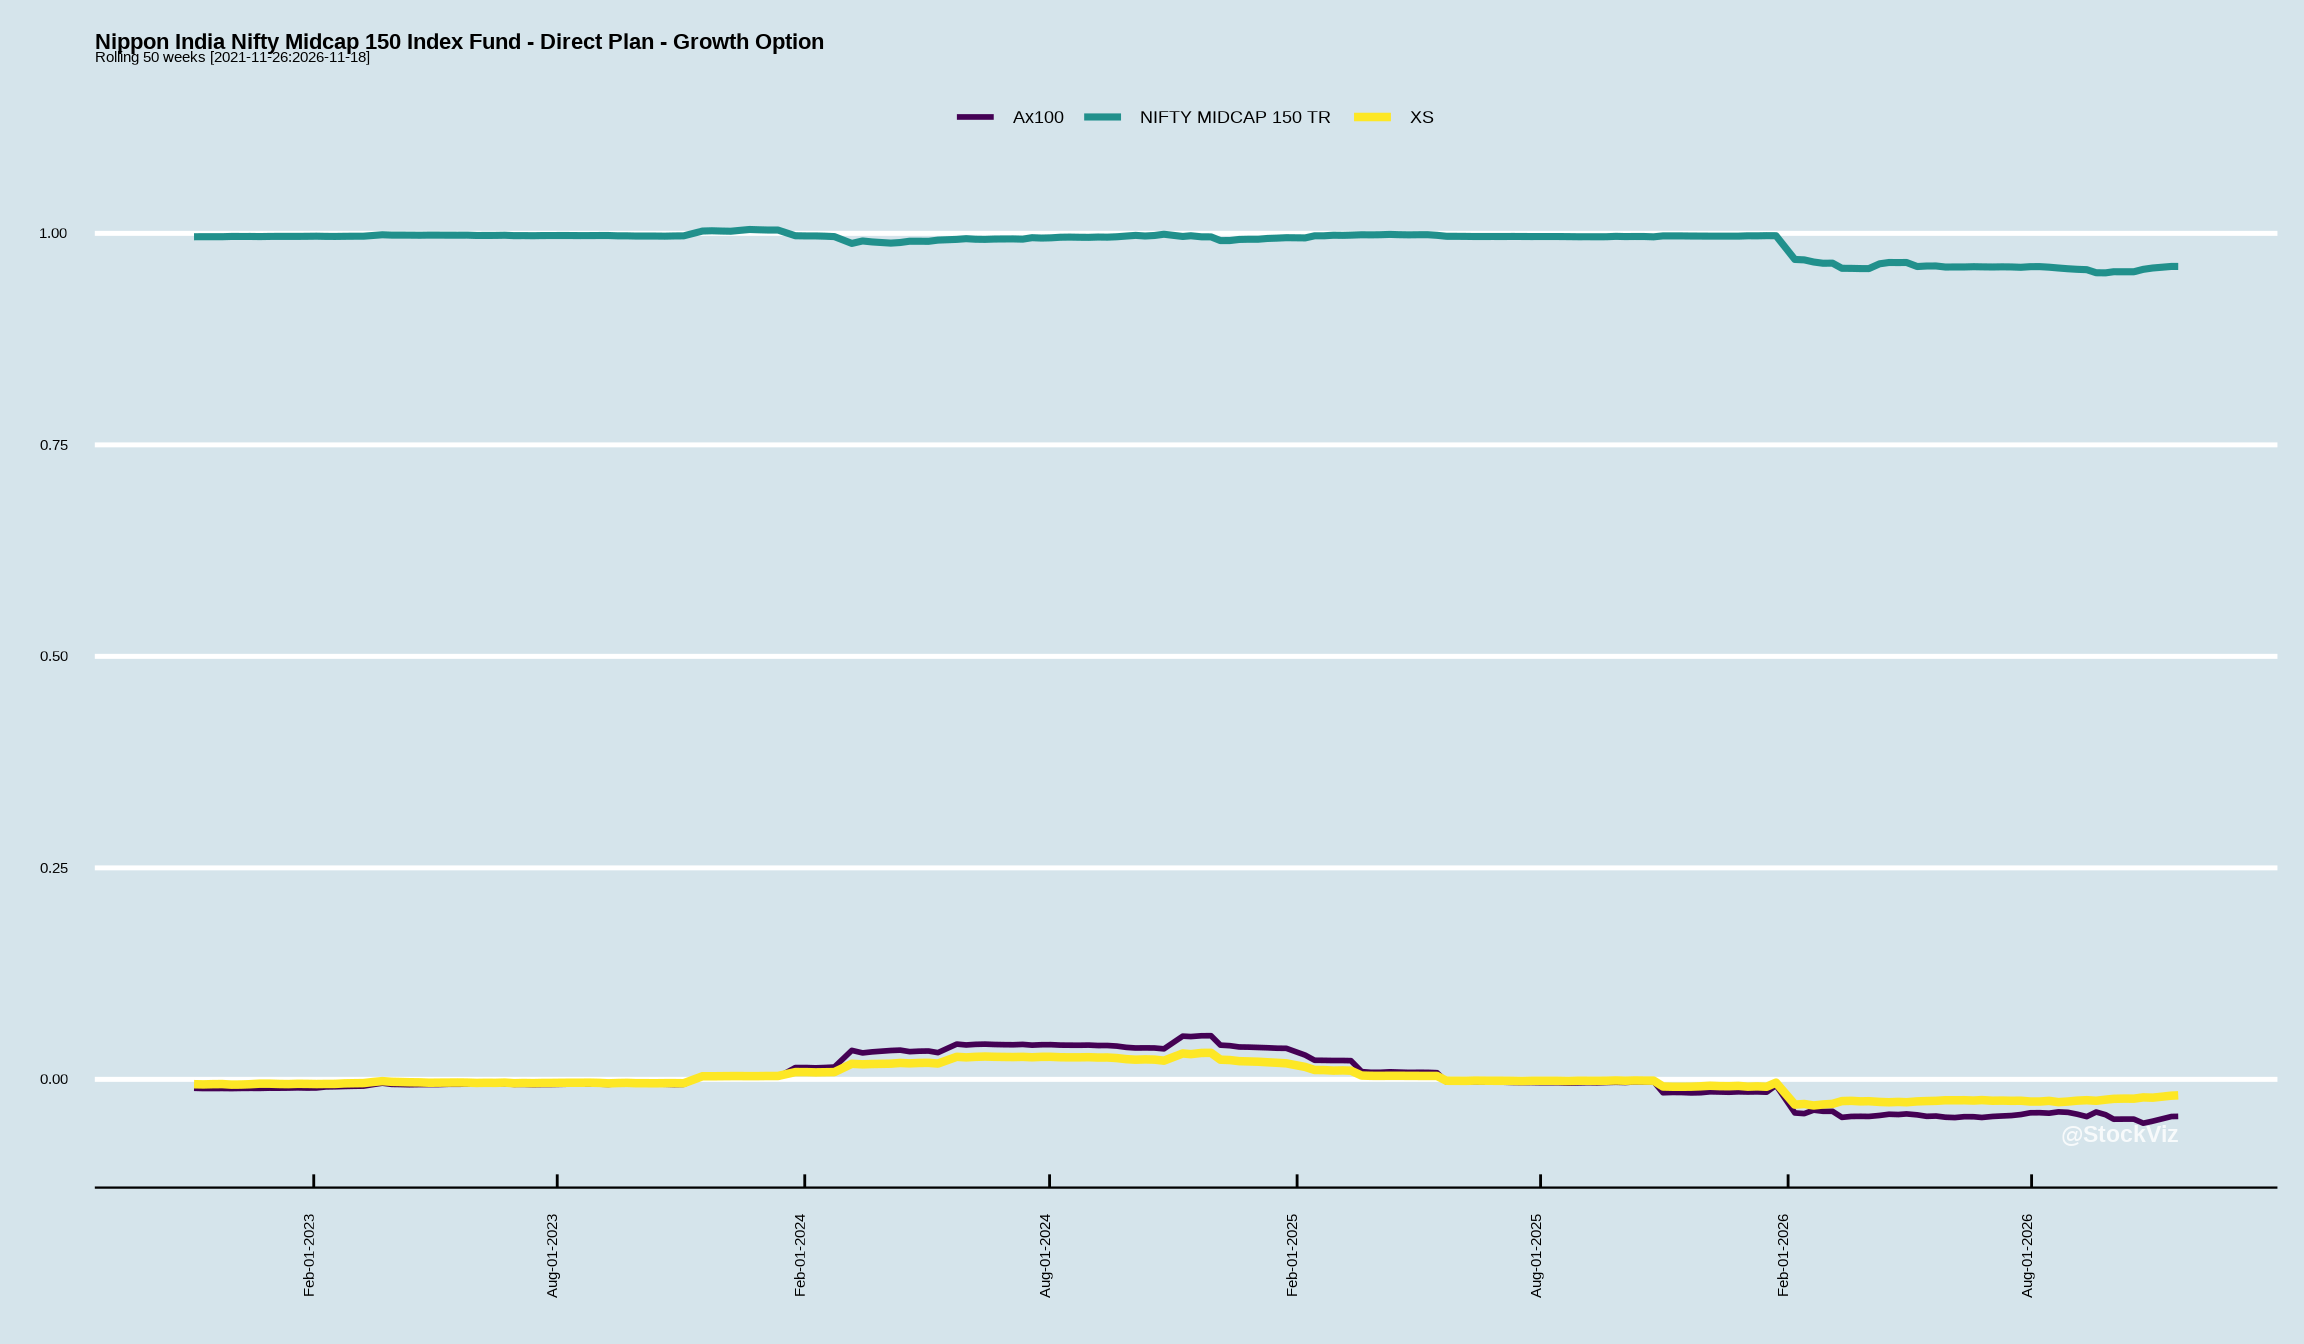 Nippon India Nifty Midcap 150 Index Fund - Direct Plan - Growth Option
Rolling 50 weeks [2021-11-26:2026-11-18]
Ax100 NIFTY MIDCAP 150 TR XS
1.00
0.75
0.50
0.25
0.00
@StockViz
Feb-01-2023
Aug-01-2023
Feb-01-2024
Aug-01-2024
Feb-01-2025
Aug-01-2025
Feb-01-2026
Aug-01-2026